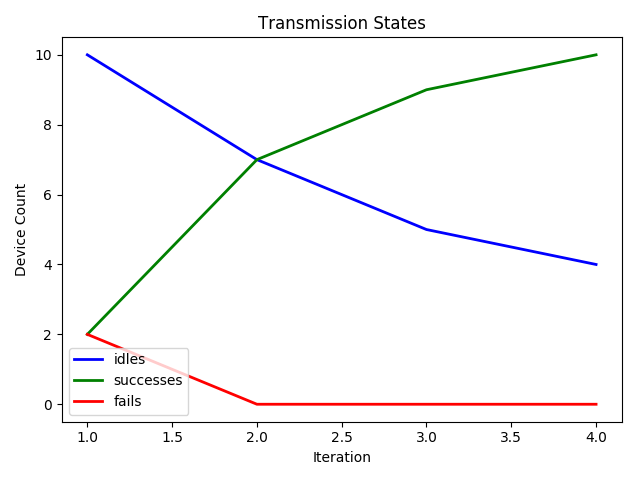 Transmission States
Device Count
10
8
6
4
2
0
idles
successes
fails
1.0 1.5 2.0 2.5 3.0 3.5 4.0
Iteration